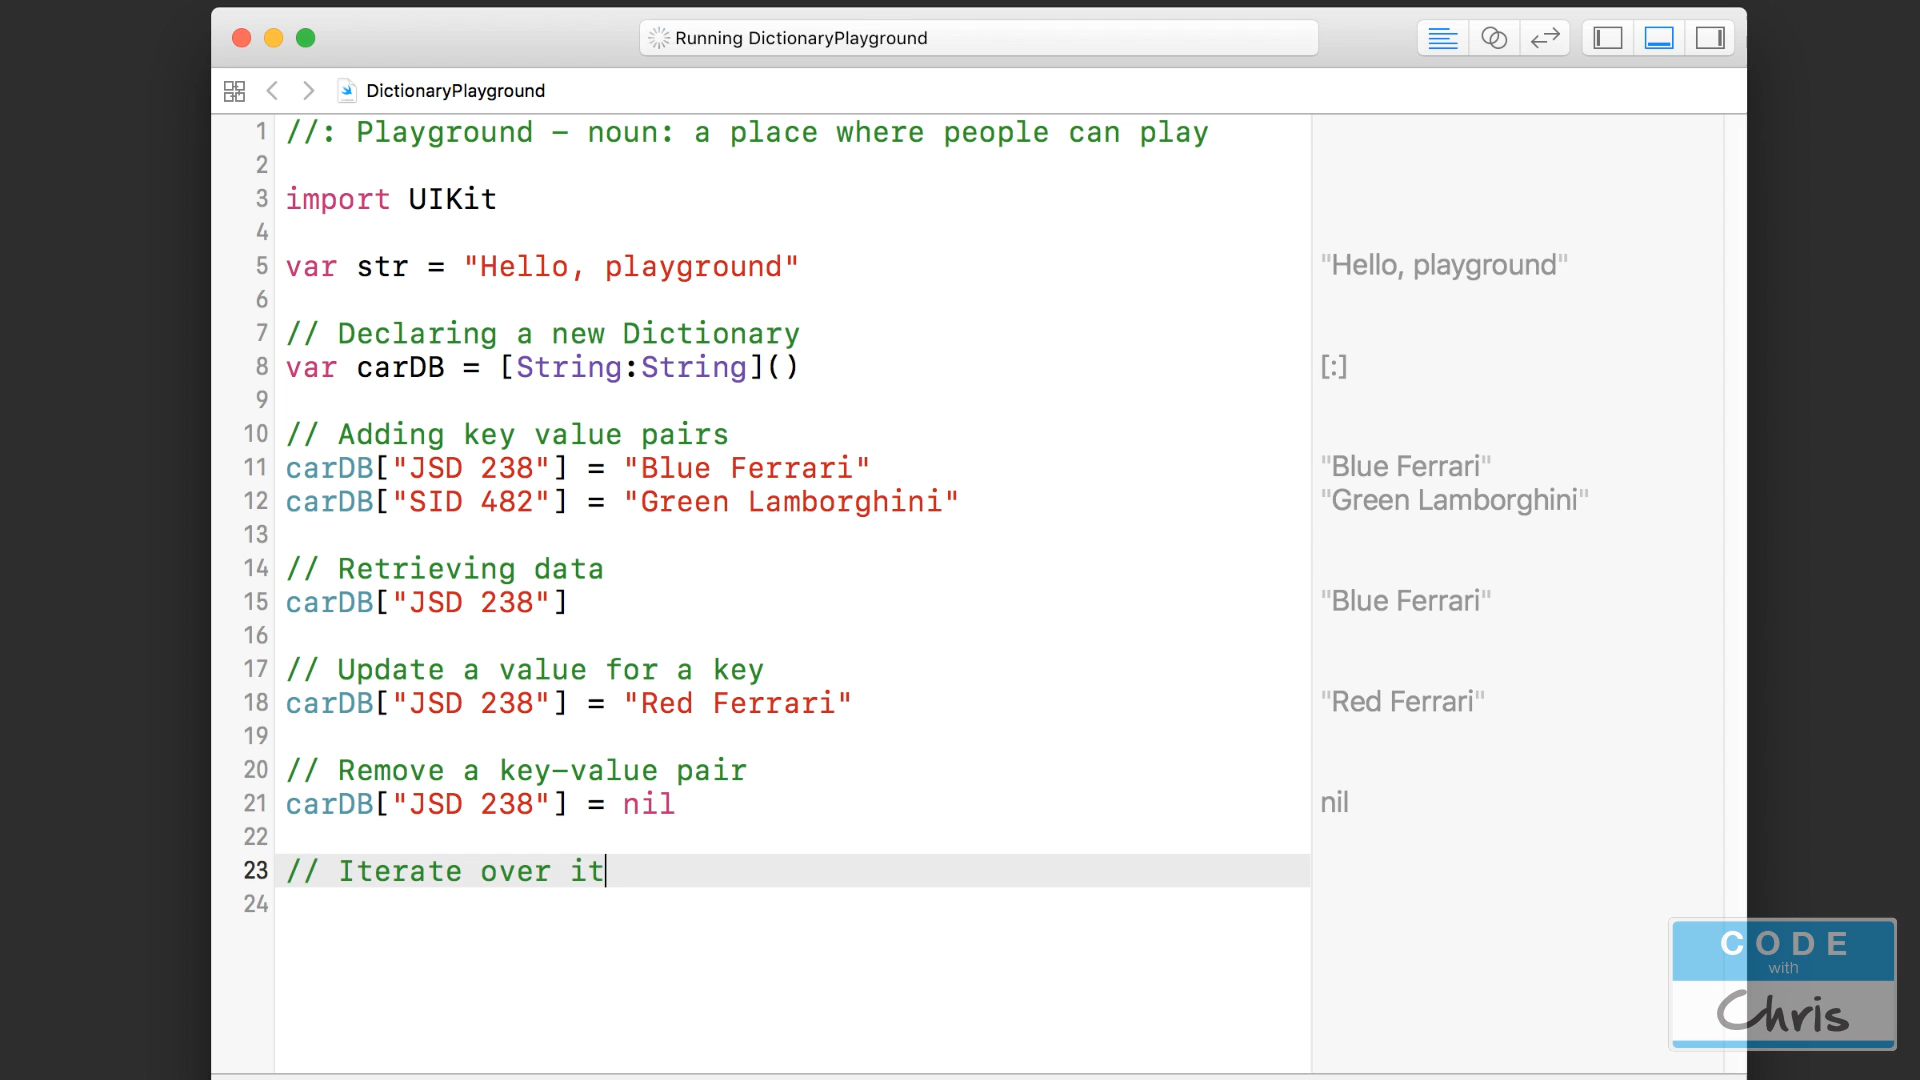 Running DictionaryPlayground
DictionaryPlayground
1 //: Playground – noun: a place where people can play
2
3 import UIKit
4
5 var str = "Hello, playground" "Hello, playground"
6
7 // Declaring a new Dictionary
8 var carDB = [String:String]() [:]
9
10 // Adding key value pairs
11 carDB["JSD 238"] = "Blue Ferrari" "Blue Ferrari"
12 carDB["SID 482"] = "Green Lamborghini" "Green Lamborghini"
13
14 // Retrieving data
15 carDB["JSD 238"] "Blue Ferrari"
16
17 // Update a value for a key
18 carDB["JSD 238"] = "Red Ferrari" "Red Ferrari"
19
20 // Remove a key–value pair
21 carDB["JSD 238"] = nil nil
22
23 // Iterate over it
24
CODE
with
Chris